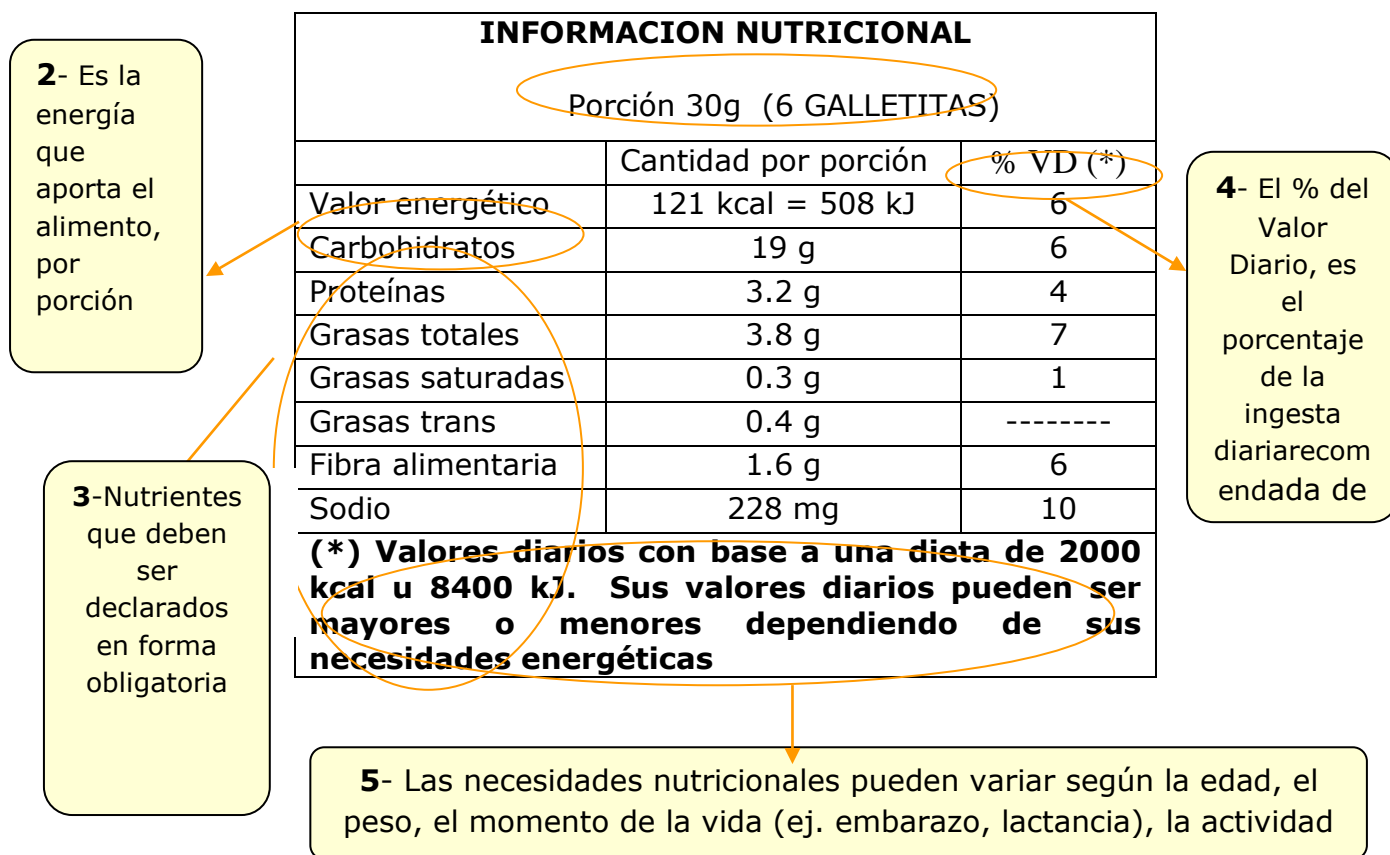 INFORMACION NUTRICIONAL
Porción 30g (6 GALLETITAS)
Cantidad por porción % VD (*)
Valor energético 121 kcal = 508 kJ 6
Carbohidratos 19 g 6
Proteínas 3.2 g 4
Grasas totales 3.8 g 7
Grasas saturadas 0.3 g 1
Grasas trans 0.4 g --------
Fibra alimentaria 1.6 g 6
Sodio 228 mg 10
(*) Valores diarios con base a una dieta de 2000
kcal u 8400 kJ. Sus valores diarios pueden ser
mayores o menores dependiendo de sus
necesidades energéticas
2- Es la
energía
que
aporta el
alimento,
por
porción
3-Nutrientes
que deben
ser
declarados
en forma
obligatoria
4- El % del
Valor
Diario, es
el
porcentaje
de la
ingesta
diariarecom
endada de
5- Las necesidades nutricionales pueden variar según la edad, el
peso, el momento de la vida (ej. embarazo, lactancia), la actividad